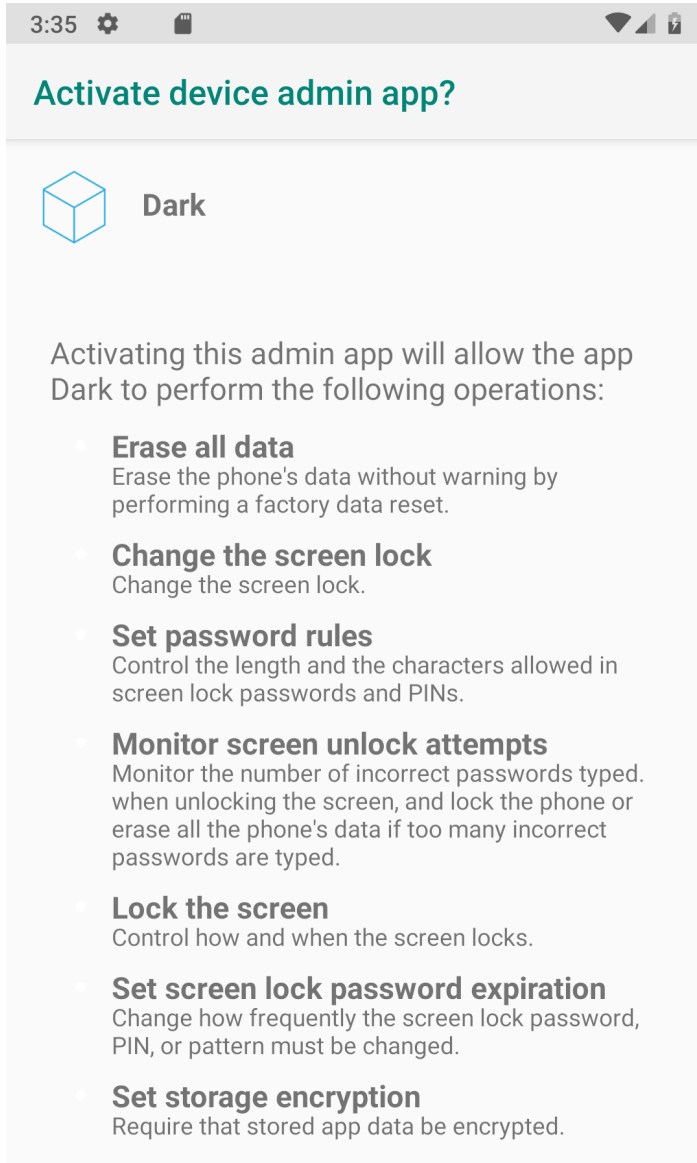 3:35
Activate device admin app?
Dark
Activating this admin app will allow the app
Dark to perform the following operations:
Erase all data
Erase the phone's data without warning by
performing a factory data reset.
Change the screen lock
Change the screen lock.
Set password rules
Control the length and the characters allowed in
screen lock passwords and PINs.
Monitor screen unlock attempts
Monitor the number of incorrect passwords typed.
when unlocking the screen, and lock the phone or
erase all the phone's data if too many incorrect
passwords are typed.
Lock the screen
Control how and when the screen locks.
Set screen lock password expiration
Change how frequently the screen lock password,
PIN, or pattern must be changed.
Set storage encryption
Require that stored app data be encrypted.